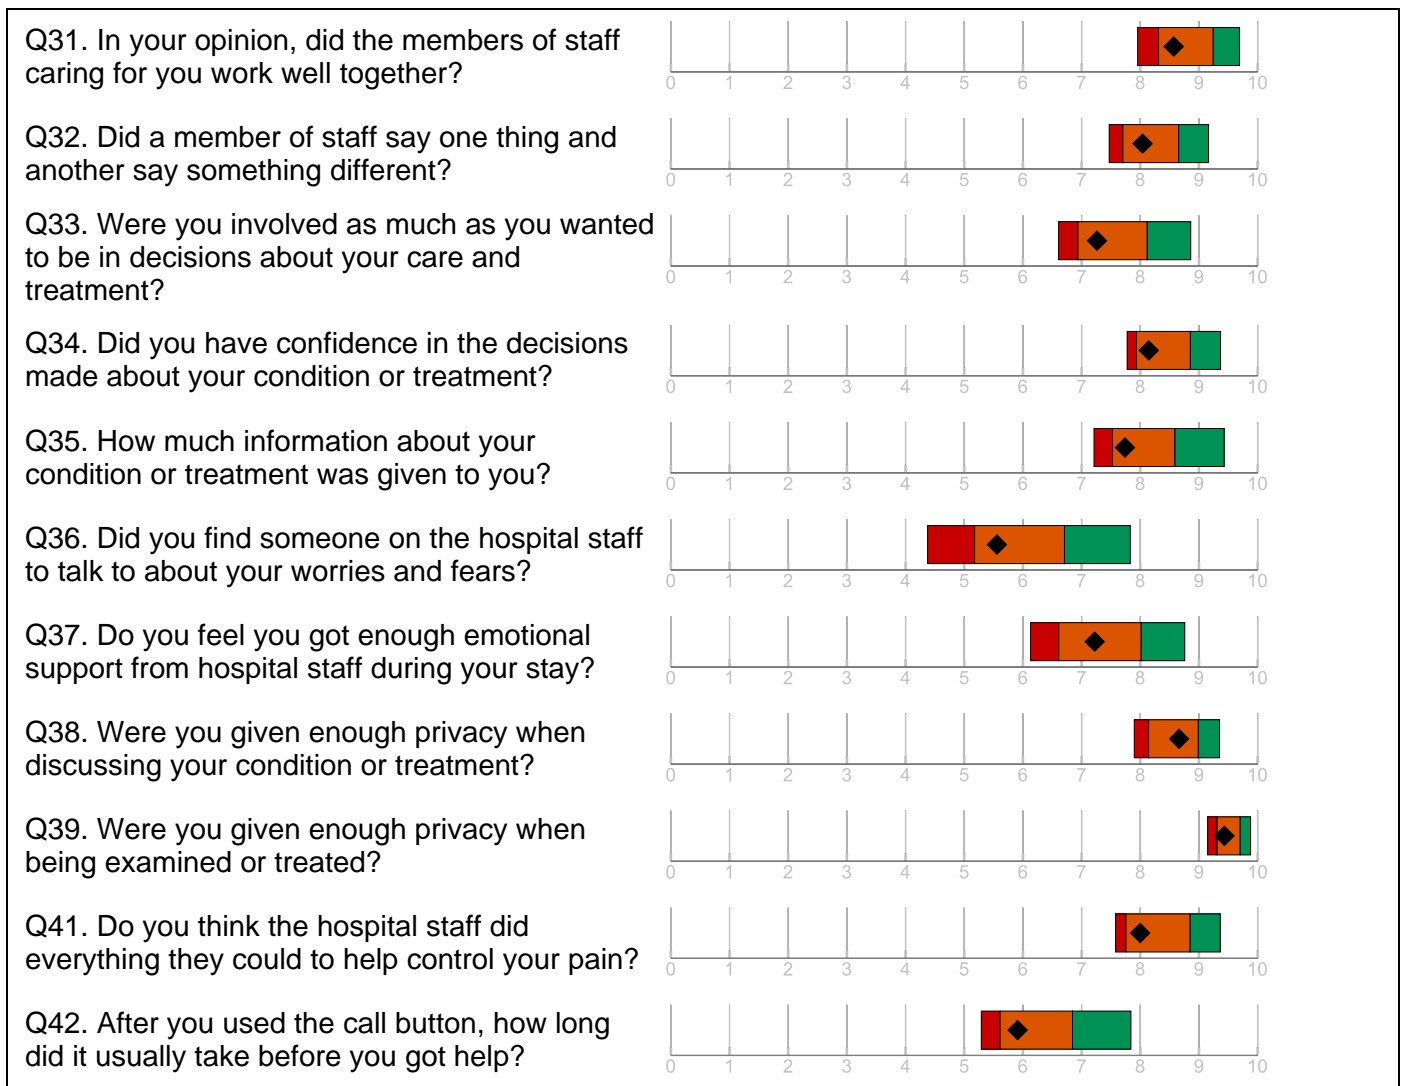 Q31. In your opinion, did the members of staff
caring for you work well together?
0 1 2 3 4 5 6 7 8 9 10
Q32. Did a member of staff say one thing and
another say something different?
0 1 2 3 4 5 6 7 8 9 10
Q33. Were you involved as much as you wanted
to be in decisions about your care and
treatment?
0 1 2 3 4 5 6 7 8 9 10
Q34. Did you have confidence in the decisions
made about your condition or treatment?
0 1 2 3 4 5 6 7 8 9 10
Q35. How much information about your
condition or treatment was given to you?
0 1 2 3 4 5 6 7 8 9 10
Q36. Did you find someone on the hospital staff
to talk to about your worries and fears?
0 1 2 3 4 5 6 7 8 9 10
Q37. Do you feel you got enough emotional
support from hospital staff during your stay?
0 1 2 3 4 5 6 7 8 9 10
Q38. Were you given enough privacy when
discussing your condition or treatment?
0 1 2 3 4 5 6 7 8 9 10
Q39. Were you given enough privacy when
being examined or treated?
0 1 2 3 4 5 6 7 8 9 10
Q41. Do you think the hospital staff did
everything they could to help control your pain?
0 1 2 3 4 5 6 7 8 9 10
Q42. After you used the call button, how long
did it usually take before you got help?
0 1 2 3 4 5 6 7 8 9 10